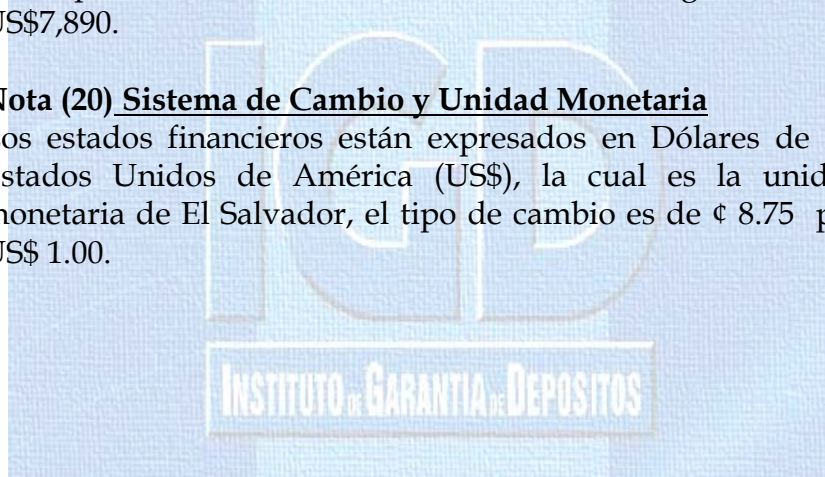 US$7,890.
Nota (20) Sistema de Cambio y Unidad Monetaria
os estados financieros están expresados en Dólares de
stados Unidos de América (US$), la cual es la unid
monetaria de El Salvador, el tipo de cambio es de ¢ 8.75 p
US$ 1.00.
IGD
INSTITUTO DE GARANTIA DE DEPOSITOS